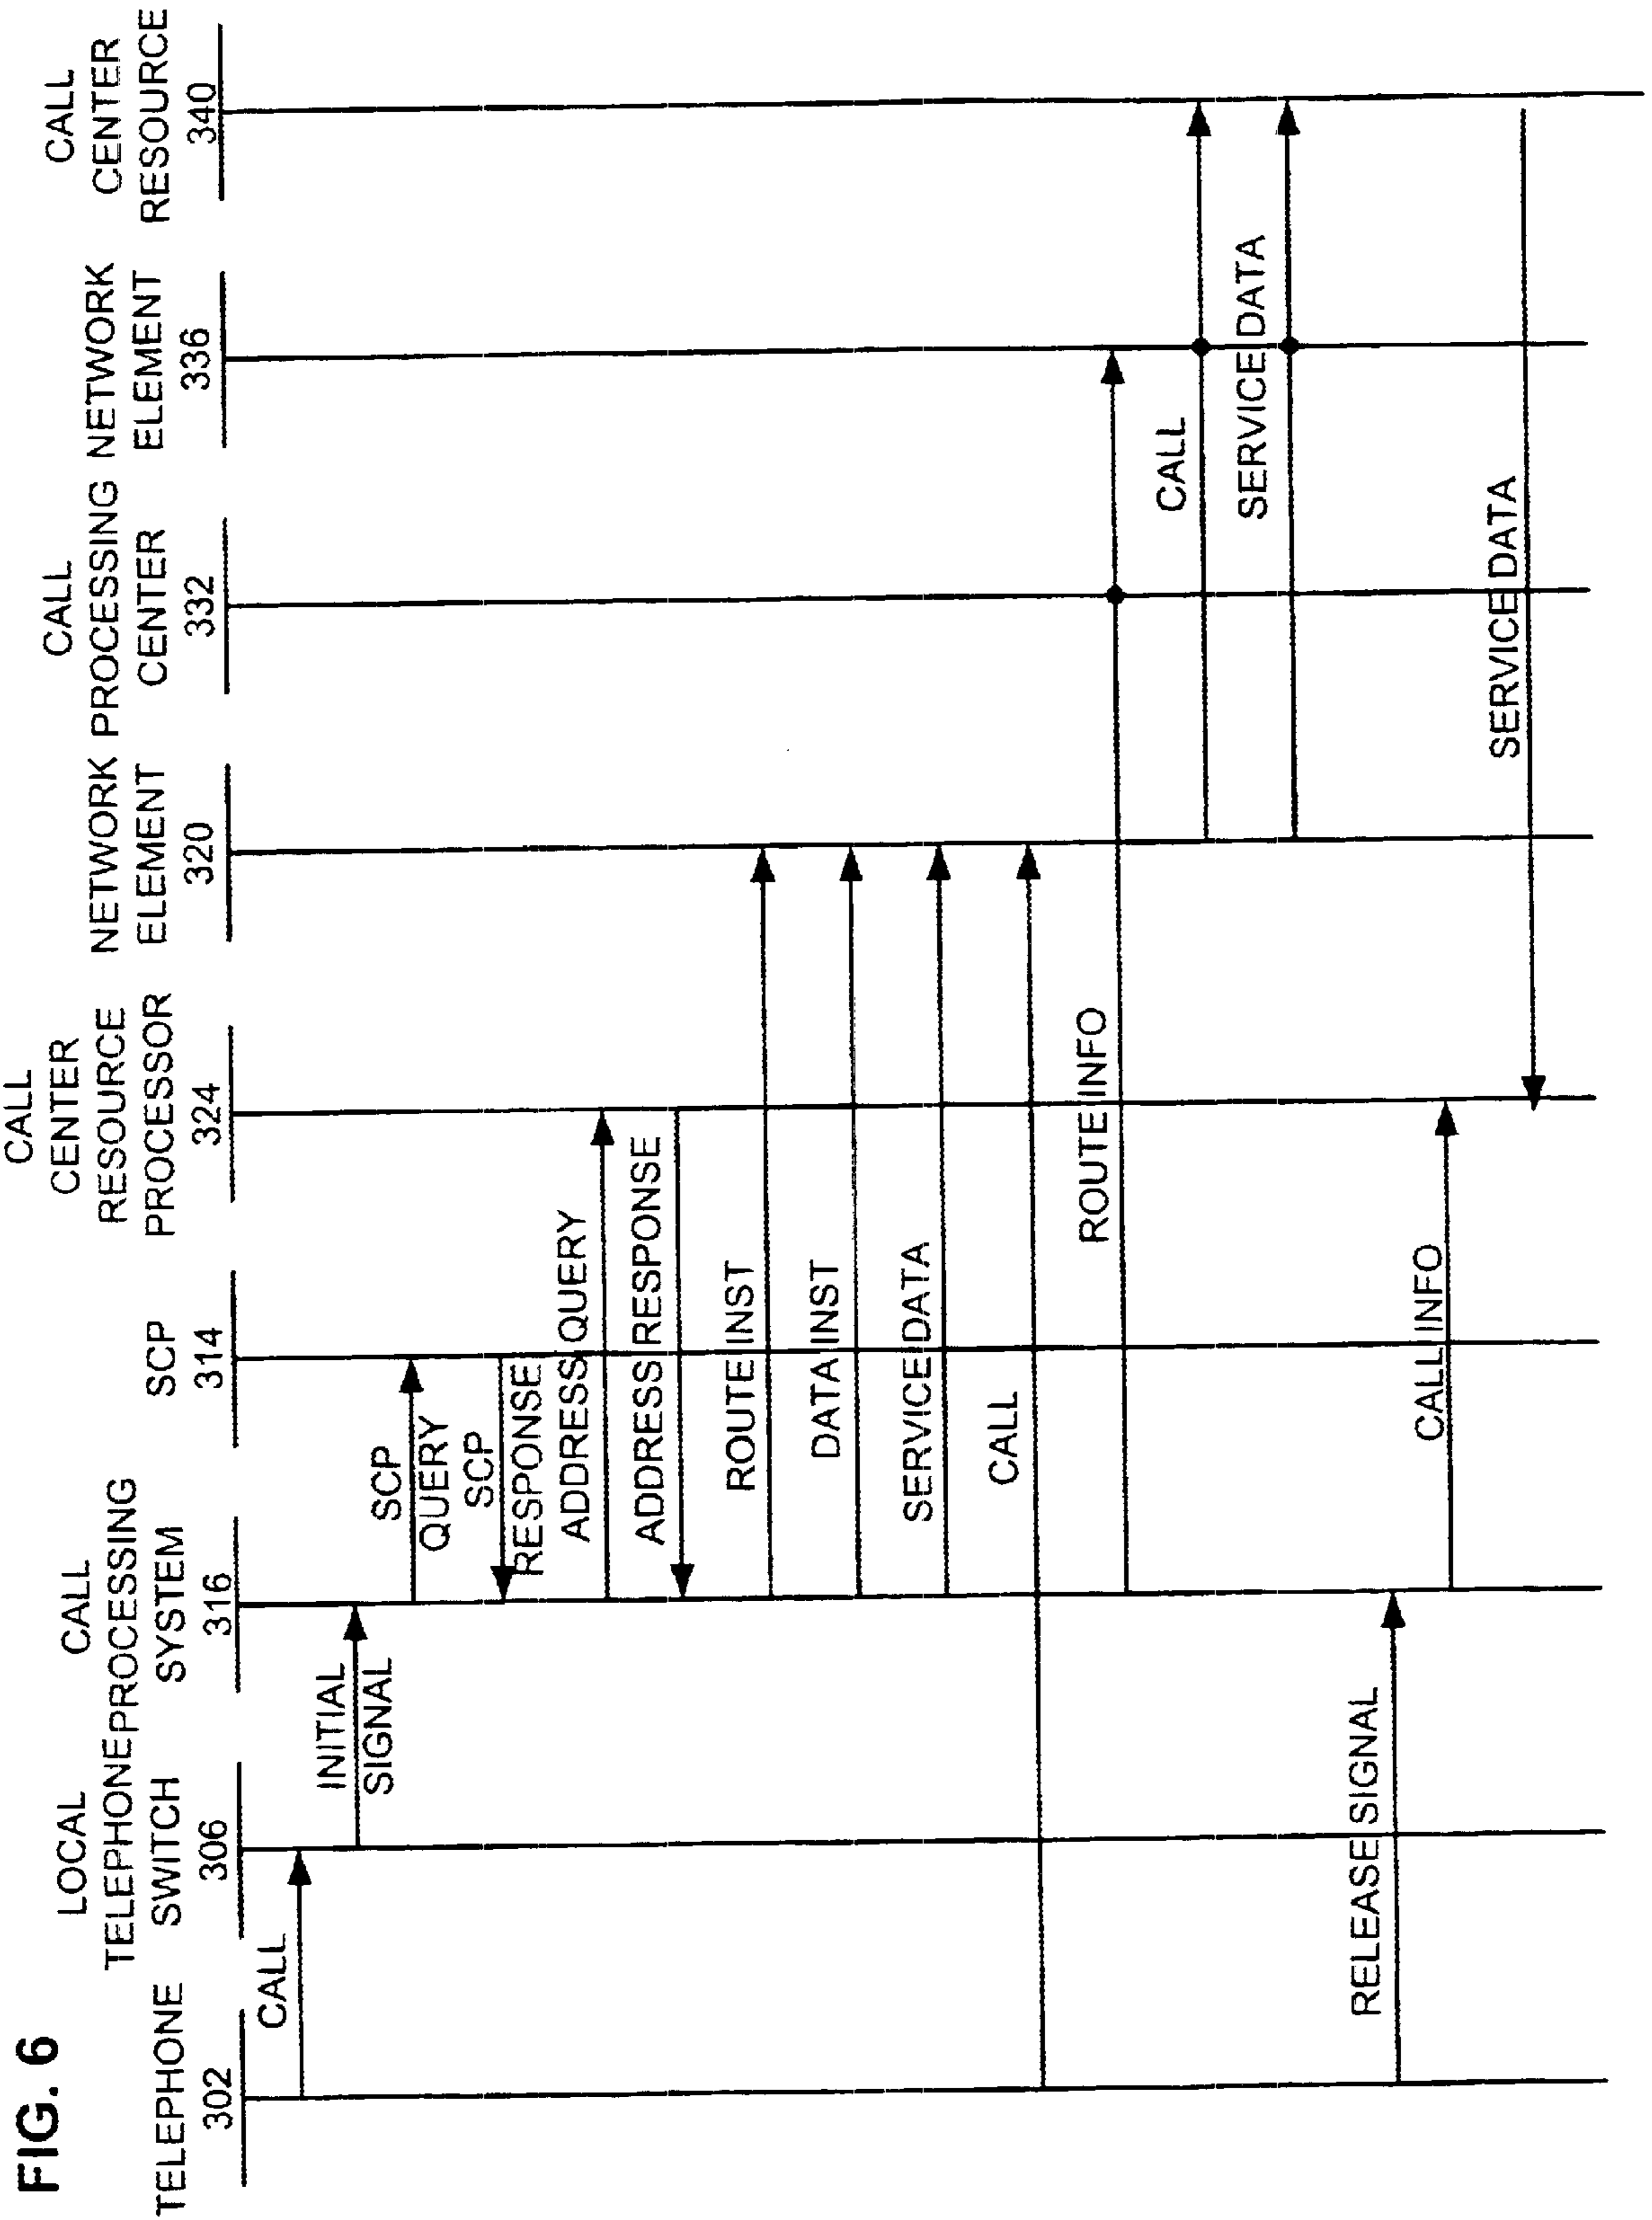 FIG. 6
TELEPHONE
302
LOCAL
TELEPHONE
SWITCH
306
CALL
PROCESSING
SYSTEM
316
SCP
314
CALL
CENTER
RESOURCE
PROCESSOR
324
NETWORK
ELEMENT
320
CALL
PROCESSING
CENTER
332
NETWORK
ELEMENT
336
CALL
CENTER
RESOURCE
340
CALL
INITIAL
SIGNAL
SCP
QUERY
SCP
RESPONSE
ADDRESS QUERY
ADDRESS RESPONSE
ROUTE INST
DATA INST
SERVICE DATA
CALL
ROUTE INFO
CALL
SERVICE DATA
RELEASE SIGNAL
CALL INFO
SERVICE DATA